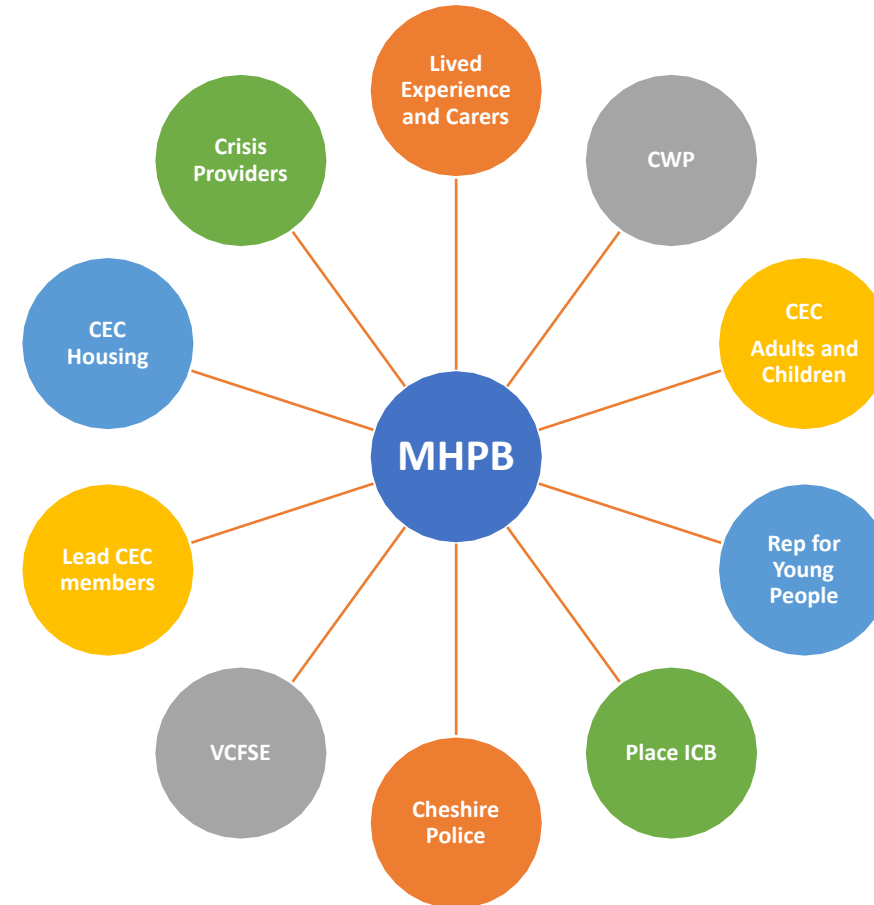 Lived
Experience
and Carers
CWP
CEC
Adults and
Children
Rep for
Young
People
Place ICB
Cheshire
Police
VCFSE
Lead CEC
members
CEC
Housing
Crisis
Providers
MHPB